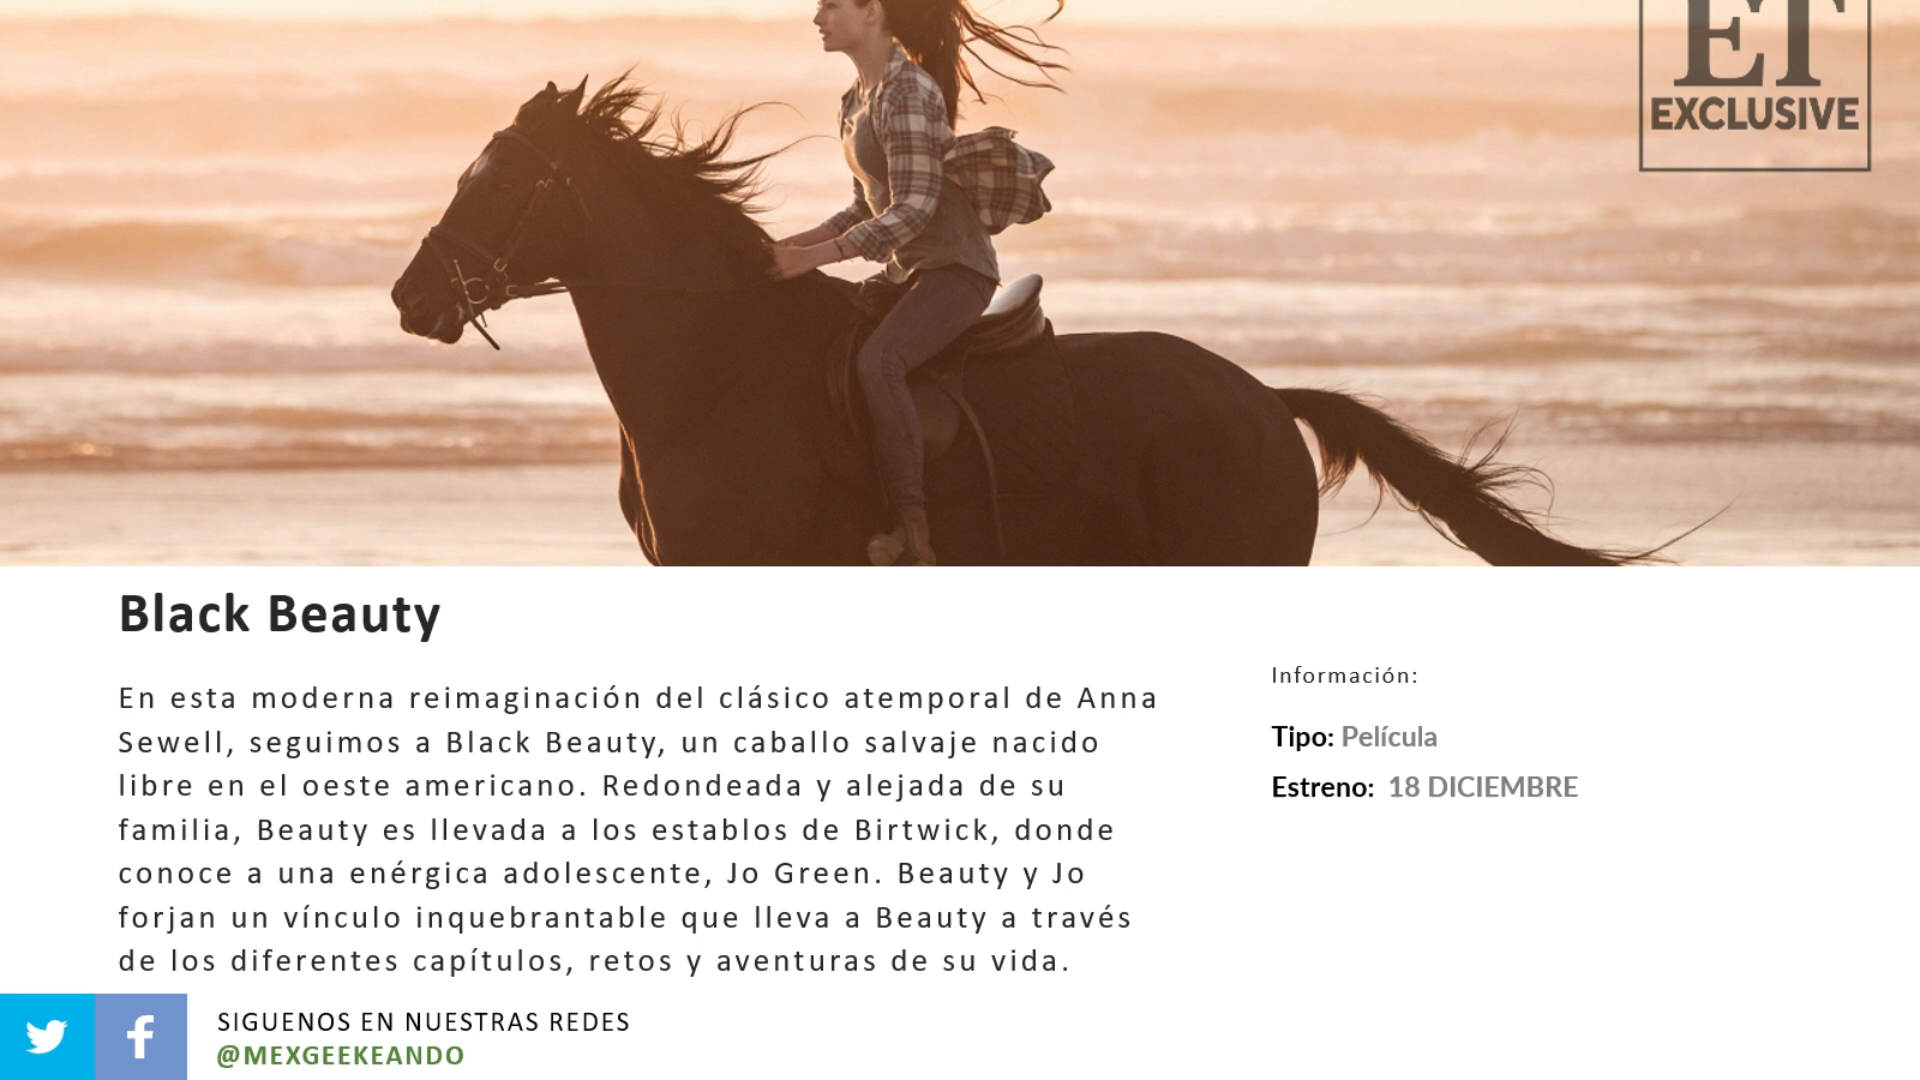 ET
EXCLUSIVE
Black Beauty
En esta moderna reimaginación del clásico atemporal de Anna
Sewell, seguimos a Black Beauty, un caballo salvaje nacido
libre en el oeste americano. Redondeada y alejada de su
familia, Beauty es llevada a los establos de Birtwick, donde
conoce a una enérgica adolescente, Jo Green. Beauty y Jo
forjan un vínculo inquebrantable que lleva a Beauty a través
de los diferentes capítulos, retos y aventuras de su vida.
Información:
Tipo: Película
Estreno: 18 DICIEMBRE
SIGUENOS EN NUESTRAS REDES
@MEXGEEKEANDO